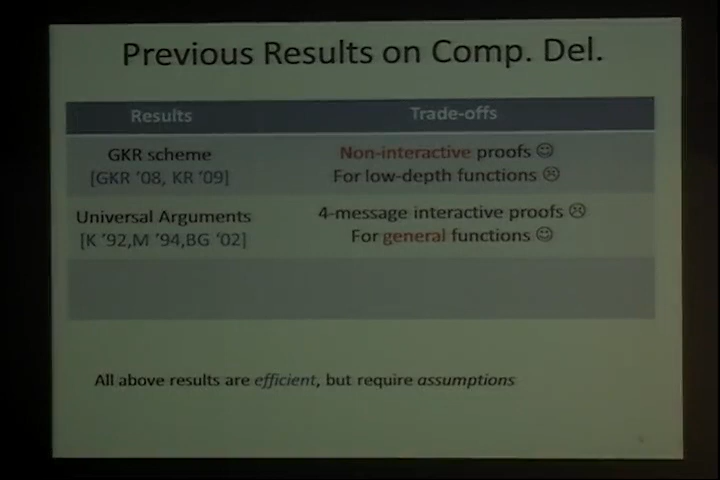 Previous Results on Comp. Del.
Results
Trade-offs
GKR scheme
[GKR '08, KR '09]
Non-interactive proofs ☺
For low-depth functions ☹
Universal Arguments
[K '92,M '94,BG '02]
4-message interactive proofs ☹
For general functions ☺
All above results are efficient, but require assumptions